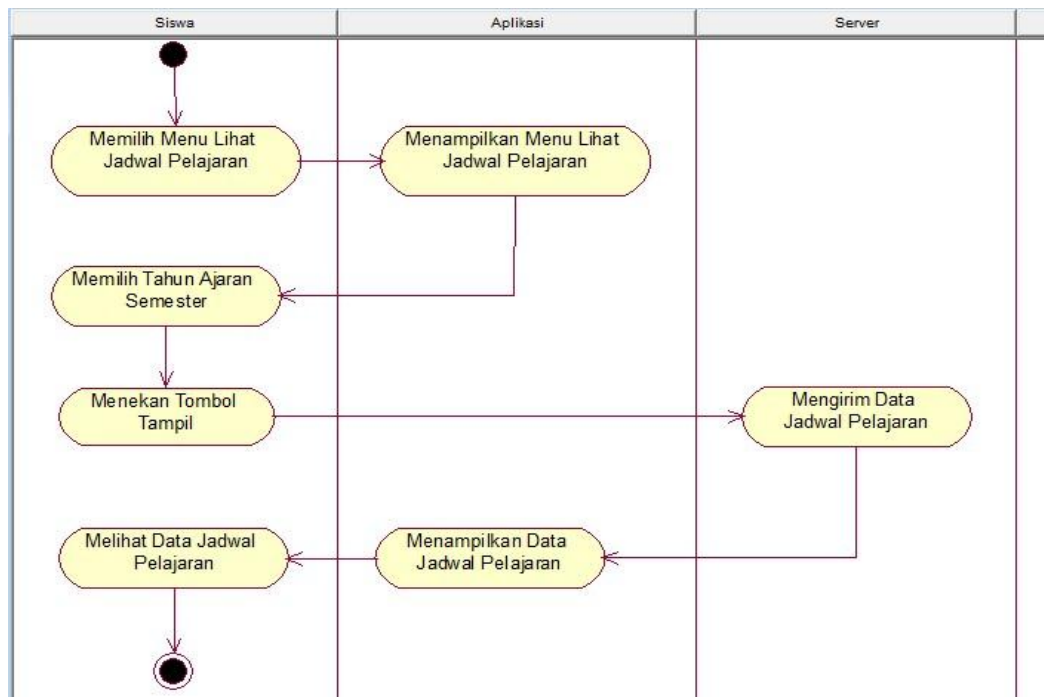 Siswa
Aplikasi
Server
Memilih Menu Lihat
Jadwal Pelajaran
Menampilkan Menu Lihat
Jadwal Pelajaran
Memilih Tahun Ajaran
Semester
Menekan Tombol
Tampil
Mengirim Data
Jadwal Pelajaran
Melihat Data Jadwal
Pelajaran
Menampilkan Data
Jadwal Pelajaran